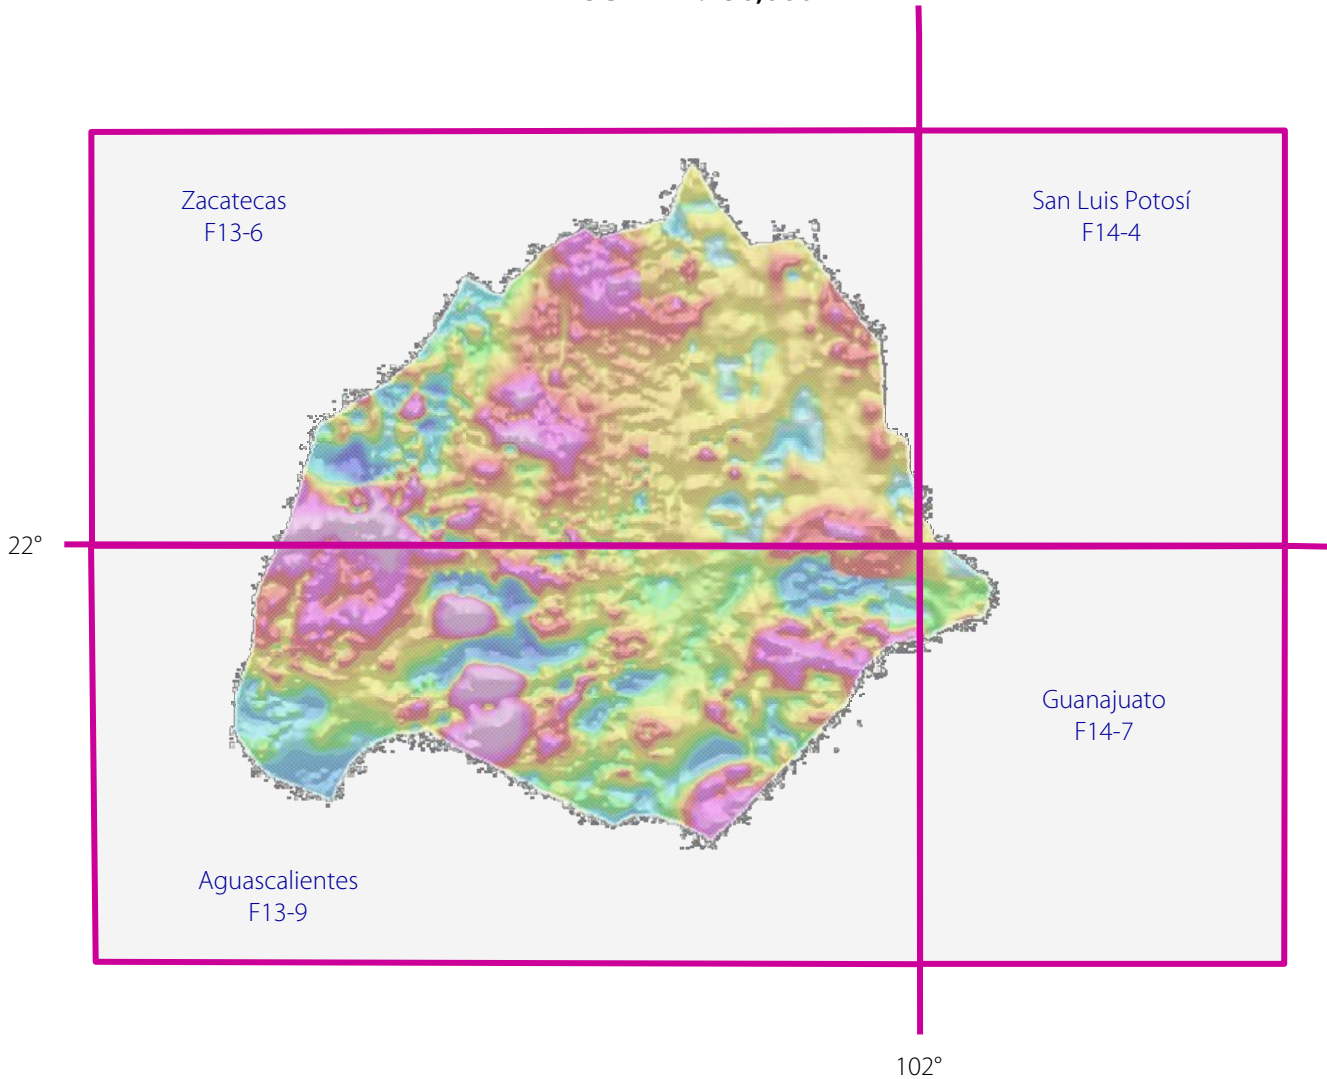 Zacatecas
F13-6
San Luis Potosí
F14-4
22°
Guanajuato
F14-7
Aguascalientes
F13-9
102°